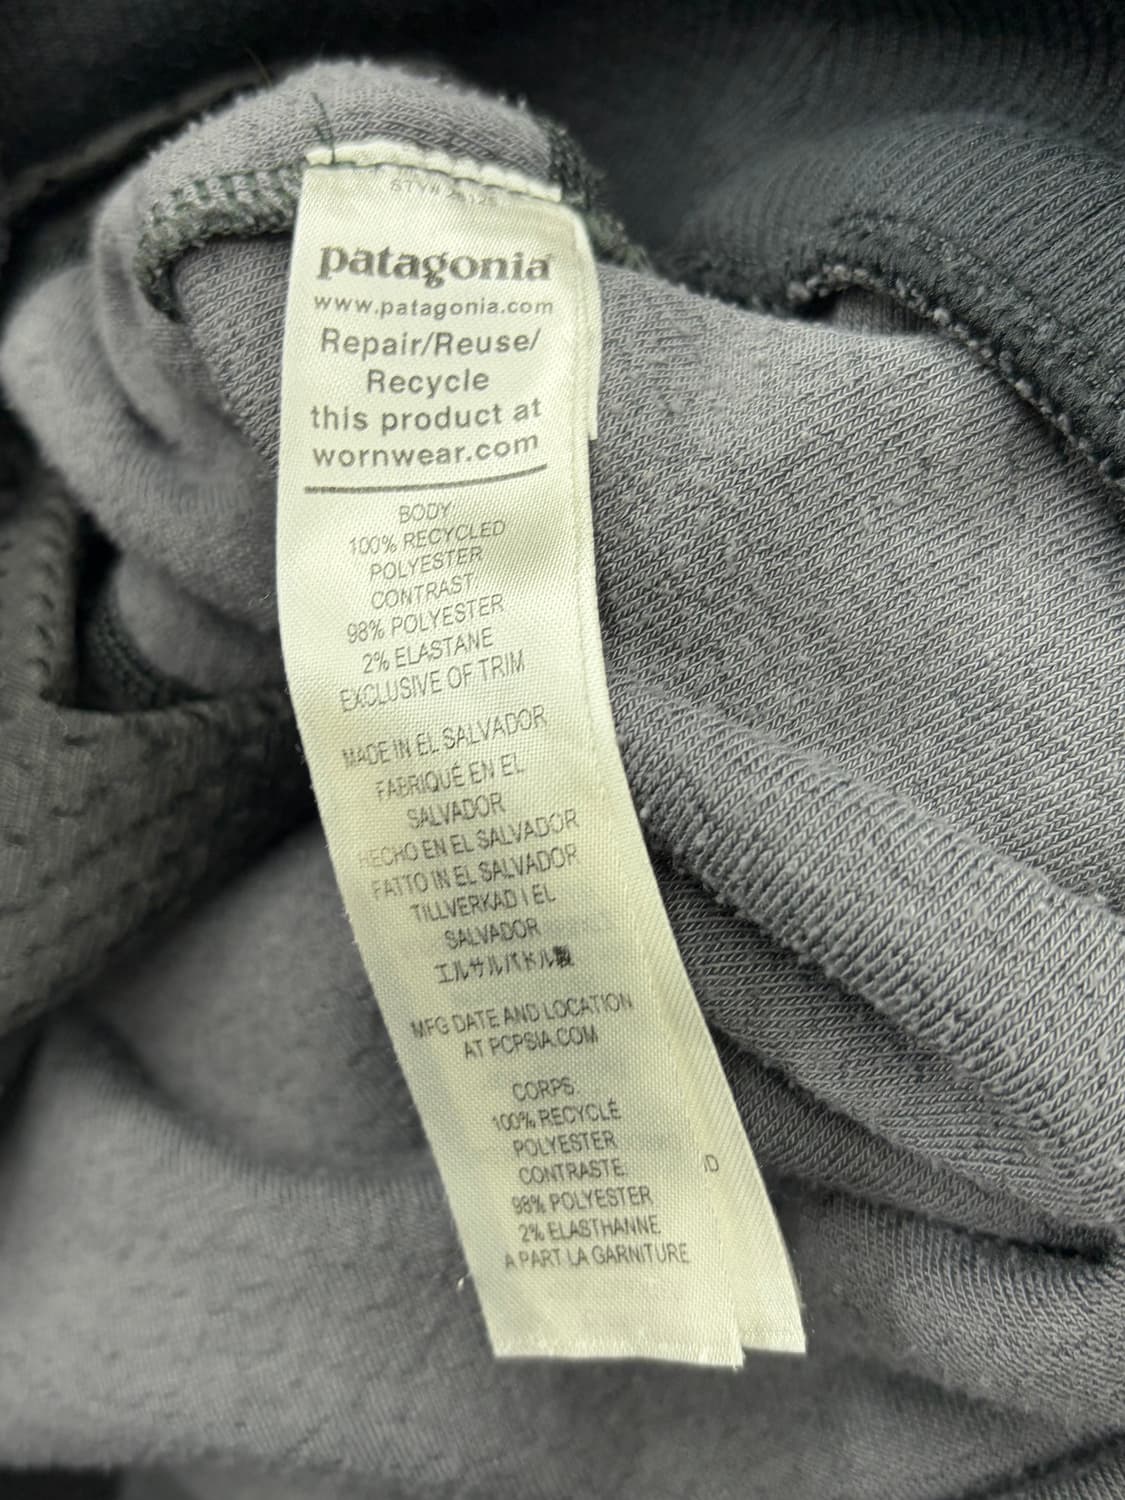 patagonia
www.patagonia.com
Repair/Reuse/
Recycle
this product at
wornwear.com
BODY
100% RECYCLED
POLYESTER
CONTRAST:
98% POLYESTER
2% ELASTANE
EXCLUSIVE OF TRIM
MADE IN EL SALVADOR
FABRIQUÉ EN EL
SALVADOR
HECHO EN EL SALVADOR
FATTO IN EL SALVADOR
TILLVERKAD I EL
SALVADOR
エルサルバドル製
MFG DATE AND LOCATION
AT PCPSIA.COM
CORPS:
100% RECYCLÉ
POLYESTER
CONTRASTE:
98% POLYESTER
2% ELASTHANNE
A PART LA GARNITURE